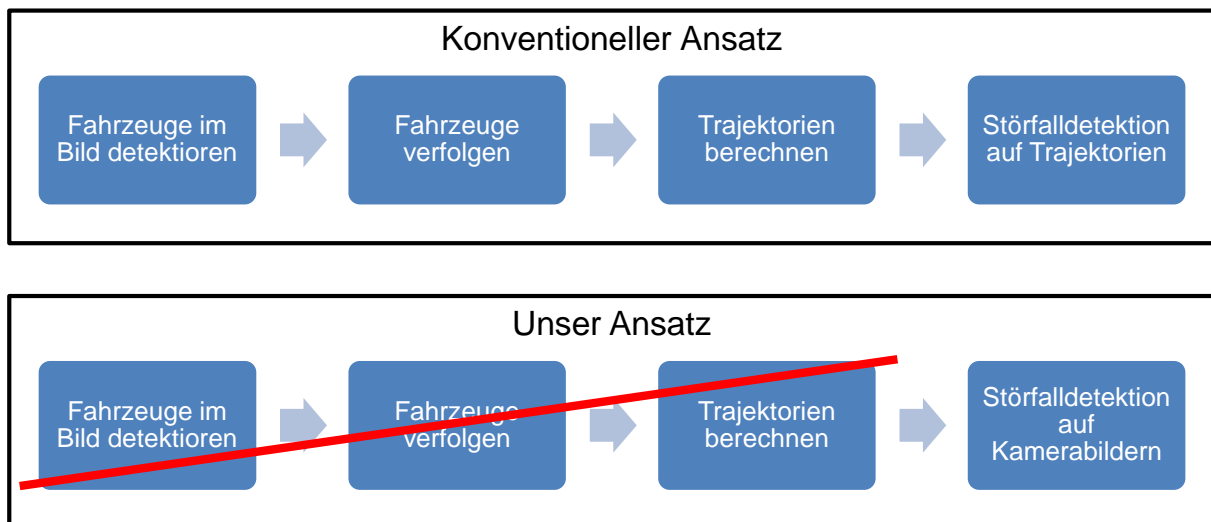 Konventioneller Ansatz
Fahrzeuge im
Bild detektioren
Fahrzeuge
verfolgen
Trajektorien
berechnen
Störfalldetektion
auf Trajektorien
Unser Ansatz
Fahrzeuge im
Bild detektioren
Fahrzeuge
verfolgen
Trajektorien
berechnen
Störfalldetektion
auf
Kamerabildern